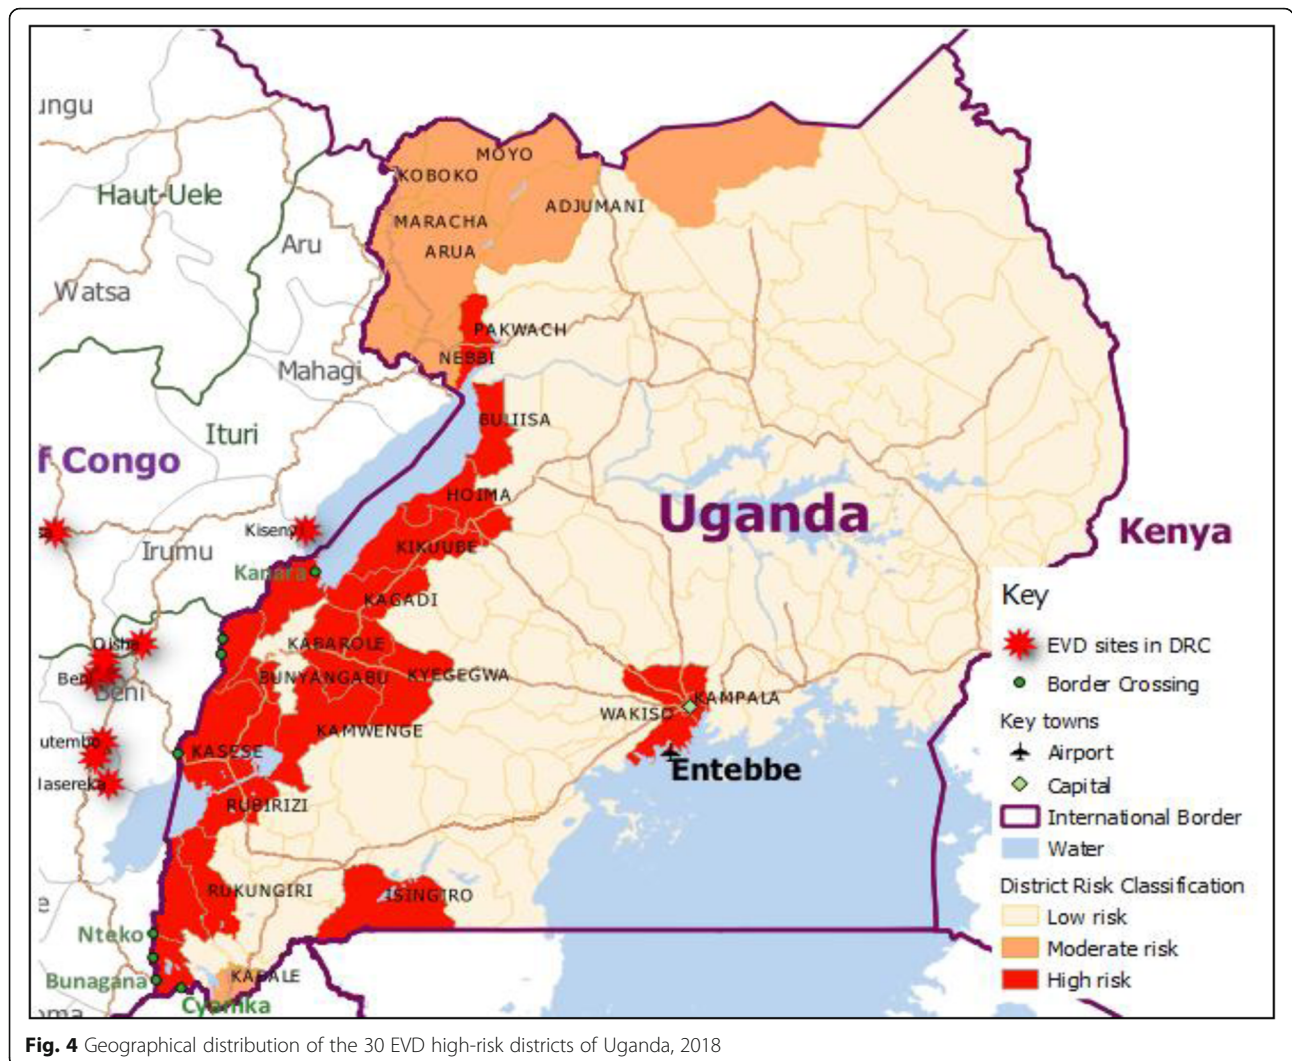 ungu
MOYO
KOBOKO
Haut-Uele
ADJUMANI
MARACHA
Aru
ARUA
Watsa
PAKWACH
NEBBI
Mahagi
BULIISA
Ituri
f Congo
HOIMA
Uganda
Kenya
Kiseny
Irumu
KIKUUBE
Kanara
KAGADI
Key
Oisha
KABAROLE
EVD sites in DRC
Beni
BUNYANGABU
KYEGEGWA
Border Crossing
Beni
KAMPALA
WAKISO
Key towns
KAMWENGE
utembo
KASESE
Airport
Entebbe
Masereka
Capital
RUBIRIZI
International Border
Water
District Risk Classification
RUKUNGIRI
ISINGIRO
Low risk
Nteko
Moderate risk
KABALE
Bunagana
High risk
Cyanika
oma
Fig. 4 Geographical distribution of the 30 EVD high-risk districts of Uganda, 2018